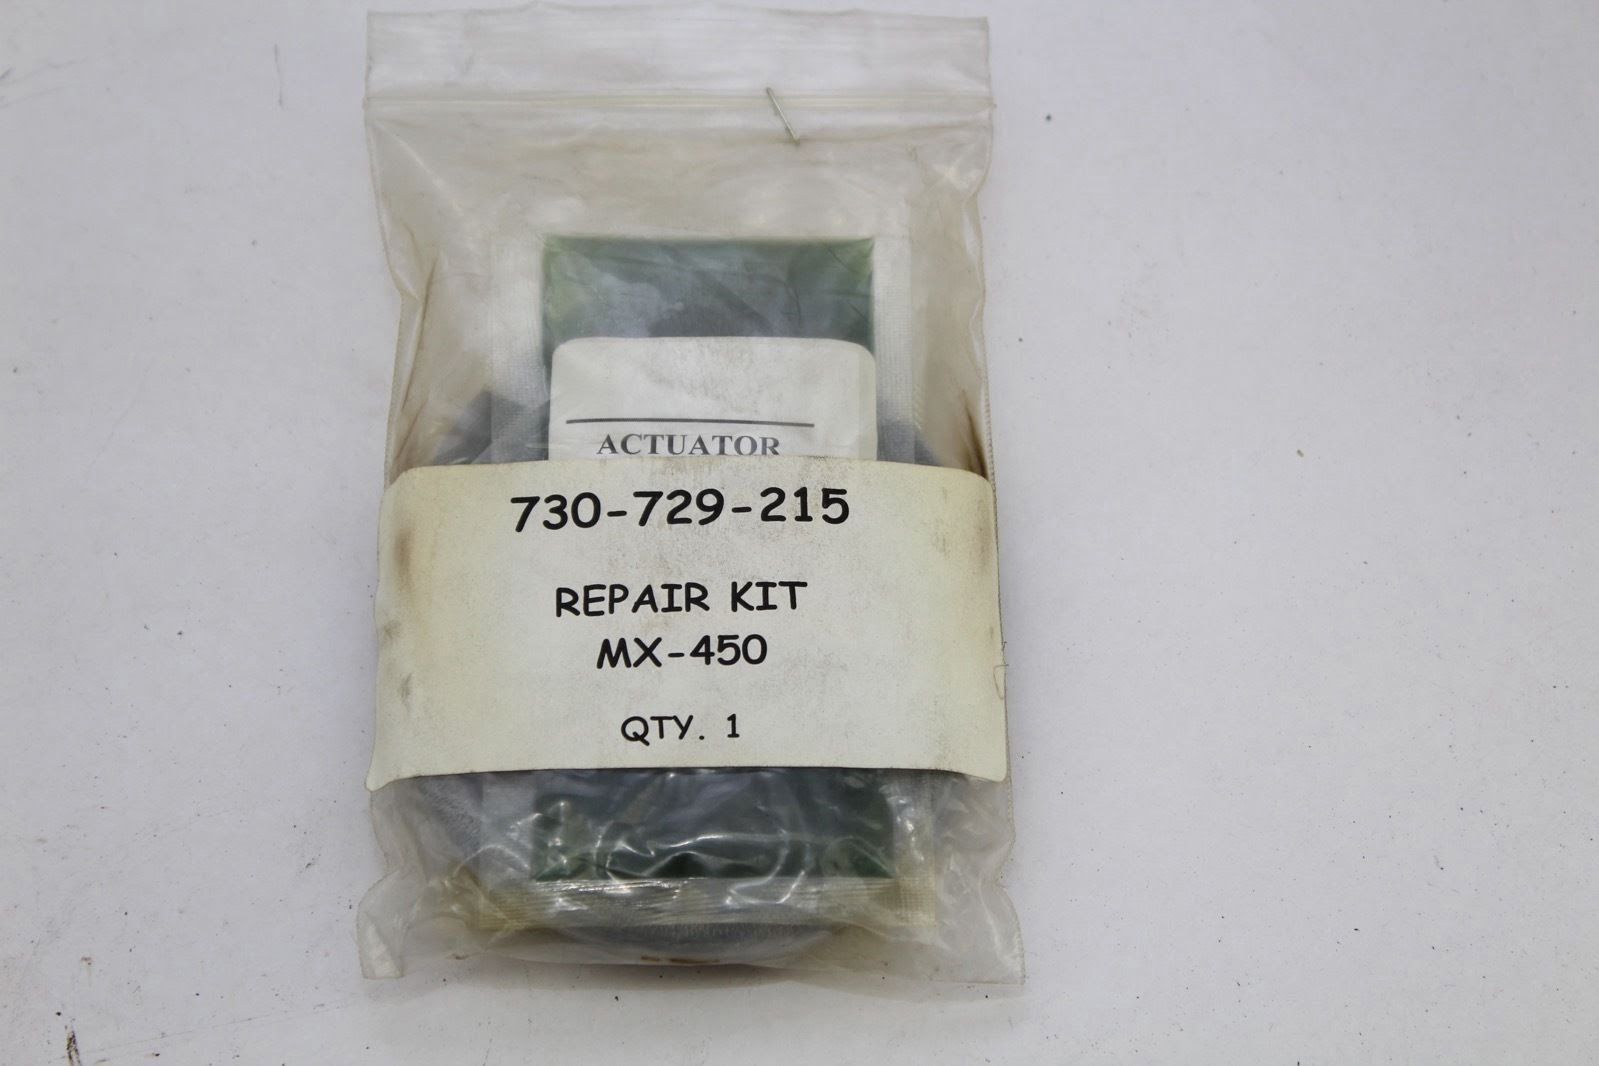 ACTUATOR
730-729-215
REPAIR KIT
MX-450
QTY. 1